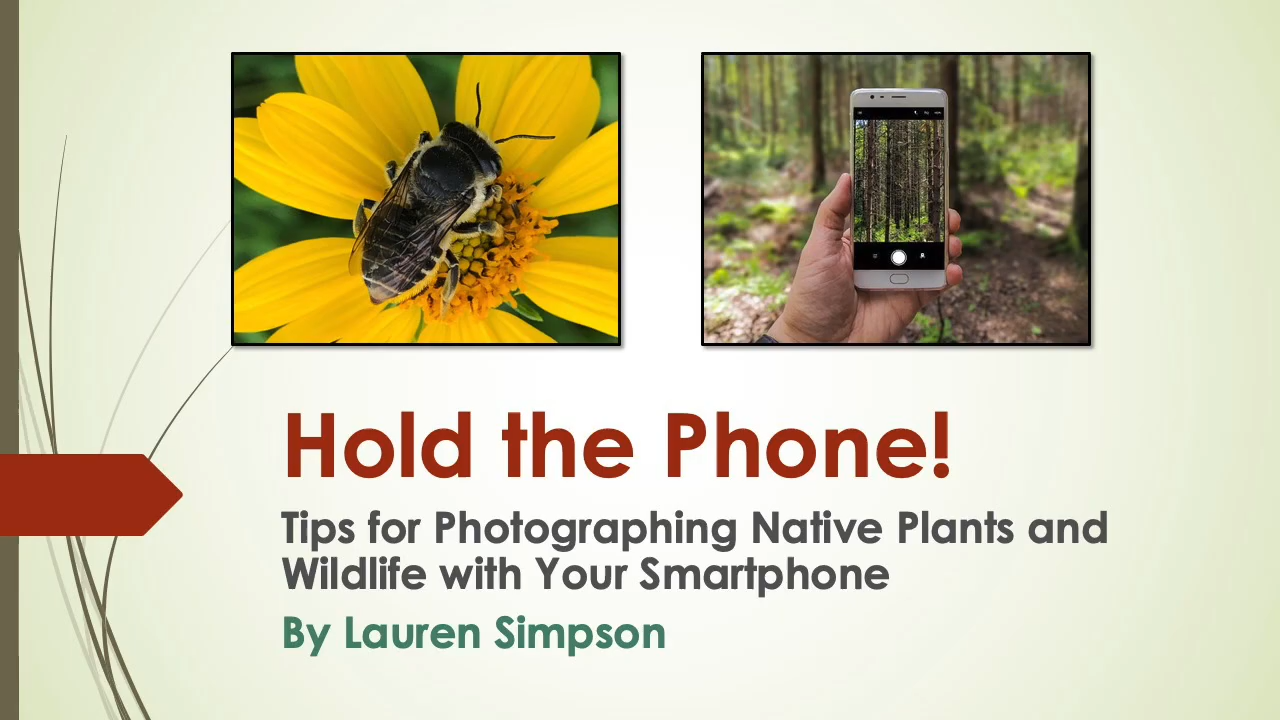 Hold the Phone!
Tips for Photographing Native Plants and
Wildlife with Your Smartphone
By Lauren Simpson